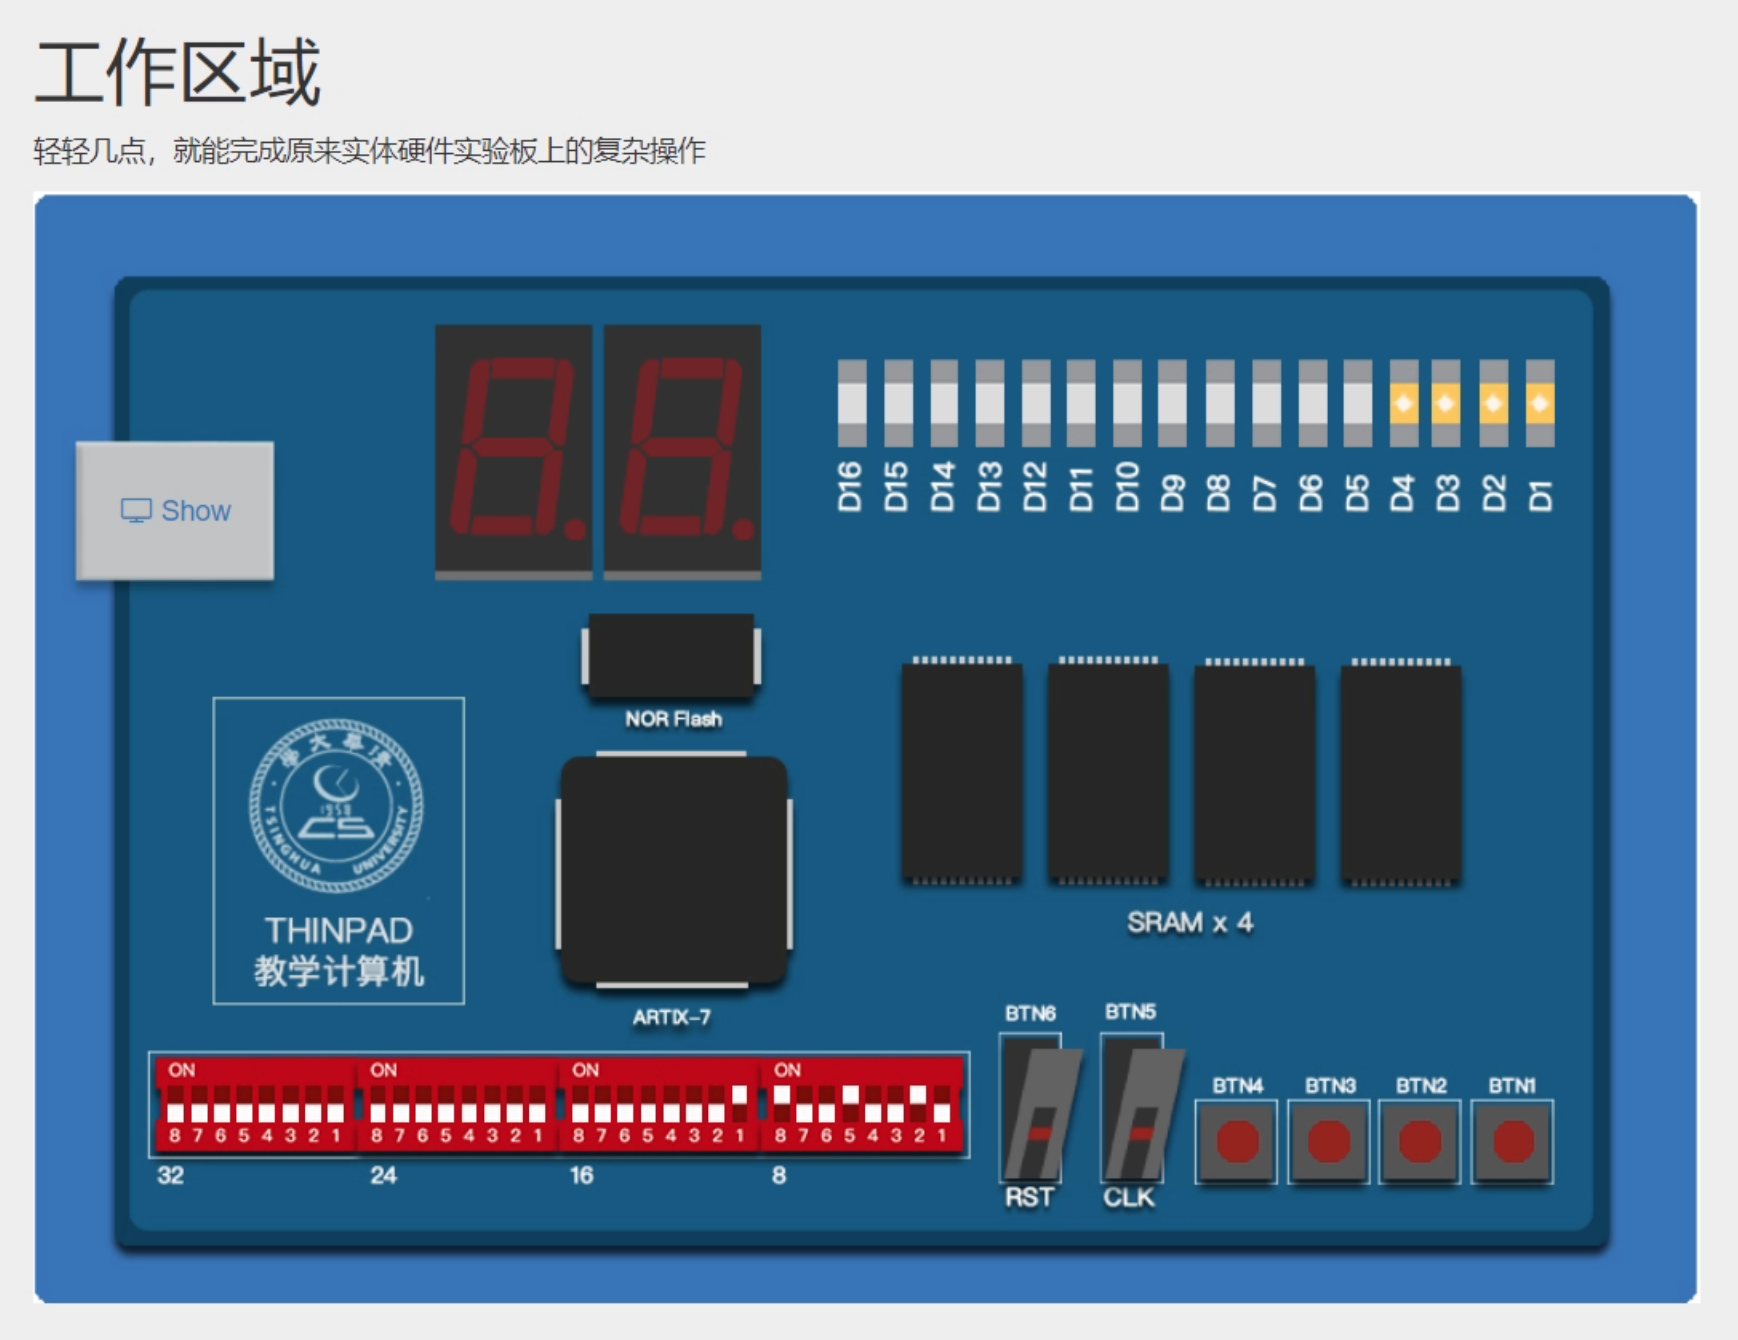 工作区域
轻轻几点，就能完成原来实体硬件实验板上的复杂操作
Show
D16 D15 D14 D13 D12 D11 D10 D9 D8 D7 D6 D5 D4 D3 D2 D1
NOR Flash
清华大学
1958
CS
TSINGHUA UNIVERSITY
THINPAD
教学计算机
SRAM x 4
ARTIX-7
BTN6 BTN5
BTN4 BTN3 BTN2 BTN1
ON ON ON ON
8 7 6 5 4 3 2 1 8 7 6 5 4 3 2 1 8 7 6 5 4 3 2 1 8 7 6 5 4 3 2 1
32 24 16 8
RST CLK